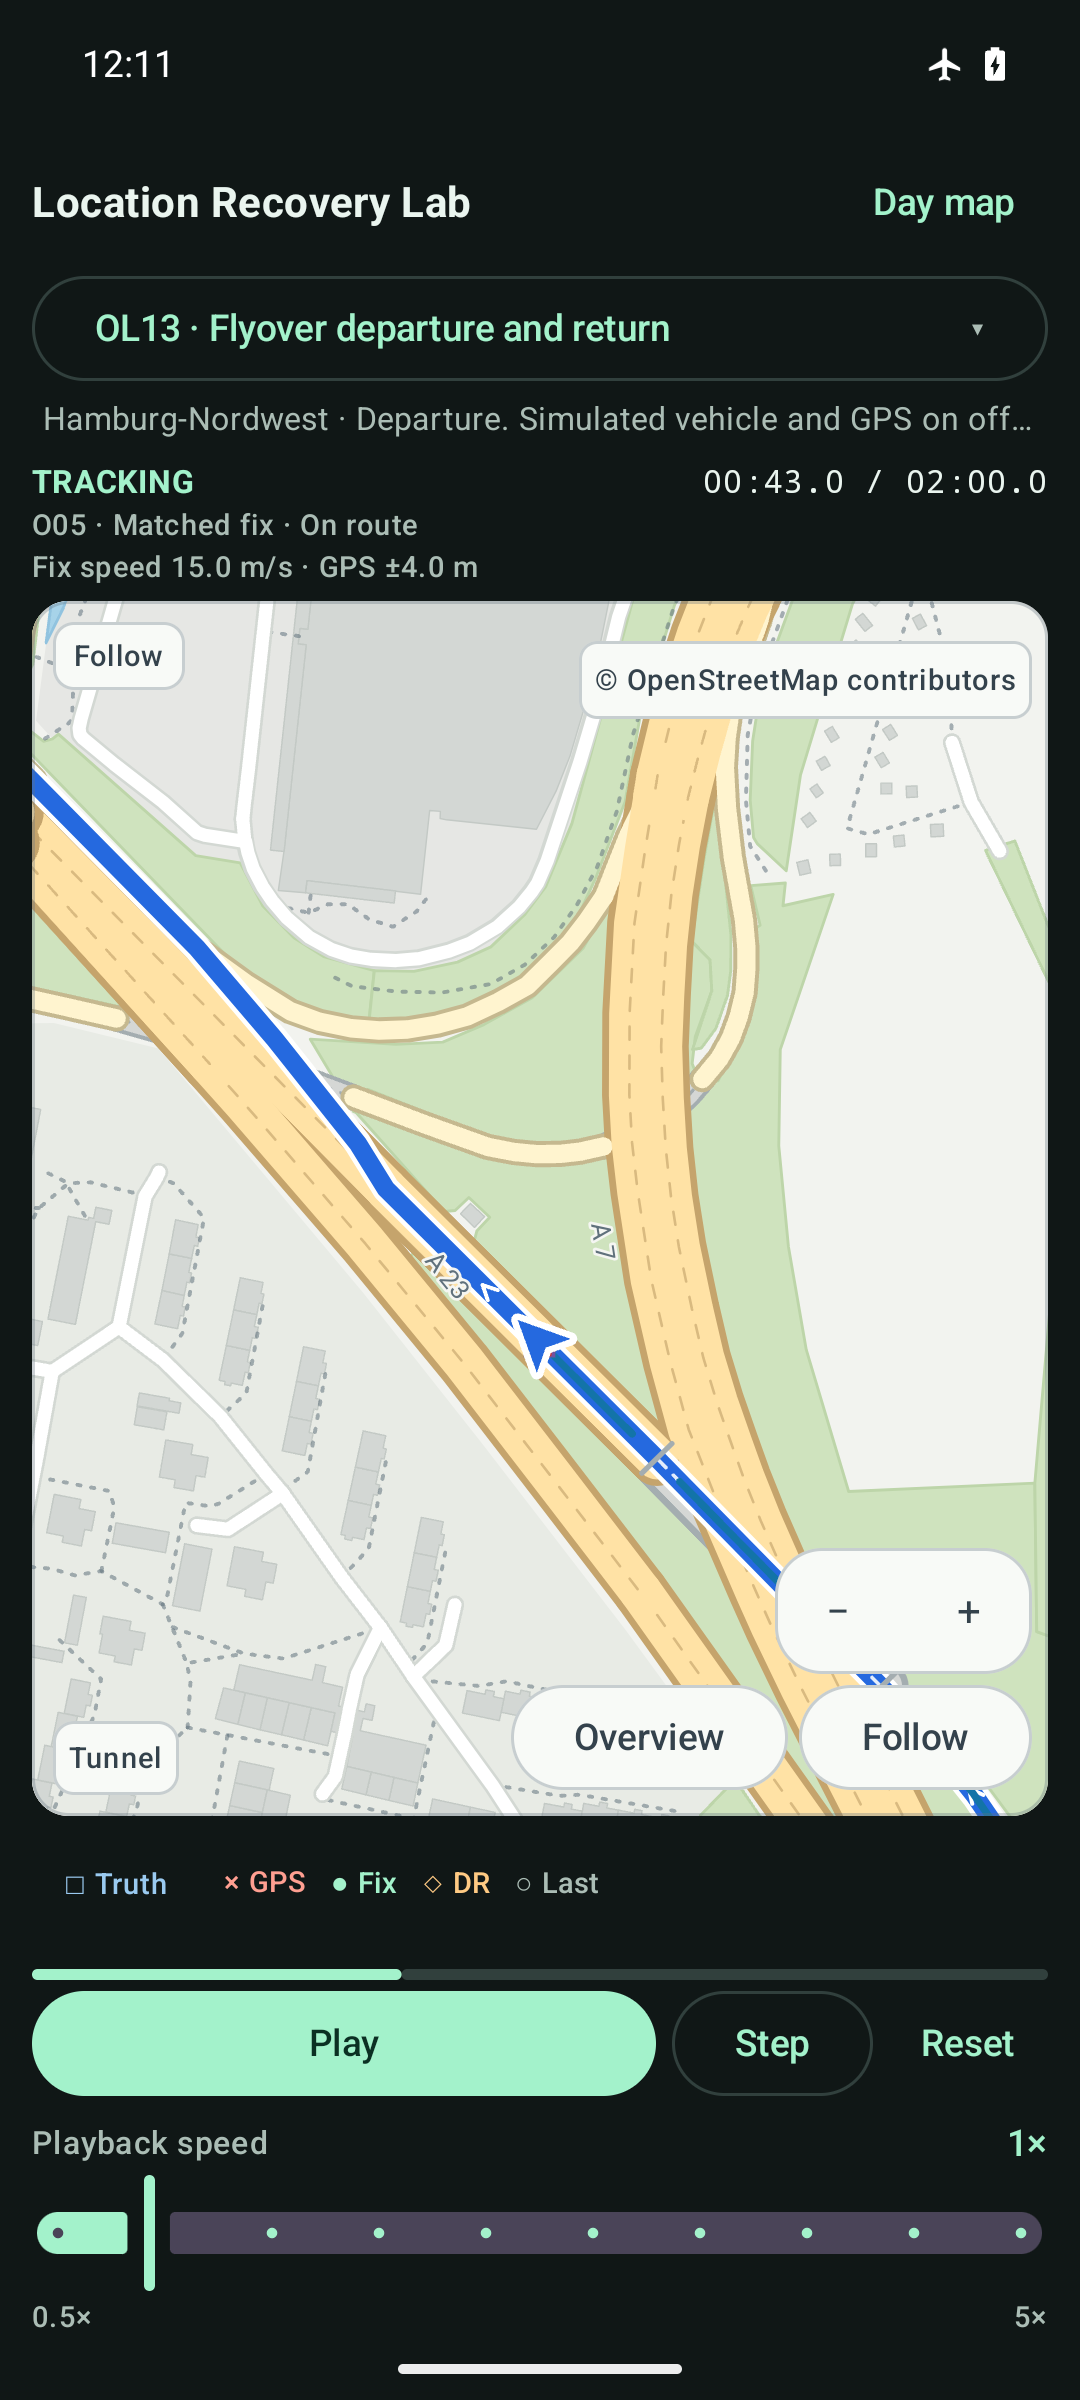 12:11
Location Recovery Lab
Day map
OL13 · Flyover departure and return
Hamburg-Nordwest · Departure. Simulated vehicle and GPS on off…
TRACKING
00:43.0 / 02:00.0
O05 · Matched fix · On route
Fix speed 15.0 m/s · GPS ±4.0 m
Follow
© OpenStreetMap contributors
A 7
A 23
− +
Overview
Follow
Tunnel
□ Truth × GPS ● Fix ◇ DR ○ Last
Play
Step
Reset
Playback speed
1×
0.5×
5×